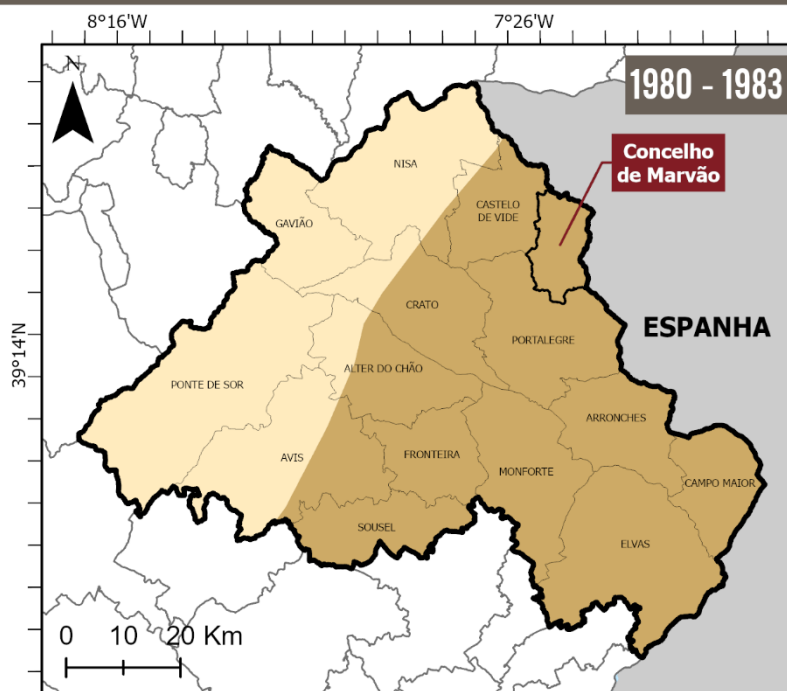 8°16'W
7°26'W
N
1980 - 1983
Concelho
de Marvão
NISA
CASTELO
DE VIDE
GAVIÃO
CRATO
ESPANHA
39°14'N
PORTALEGRE
ALTER DO CHÃO
PONTE DE SOR
ARRONCHES
AVIS
FRONTEIRA
MONFORTE
CAMPO MAIOR
SOUSEL
ELVAS
0 10 20 Km